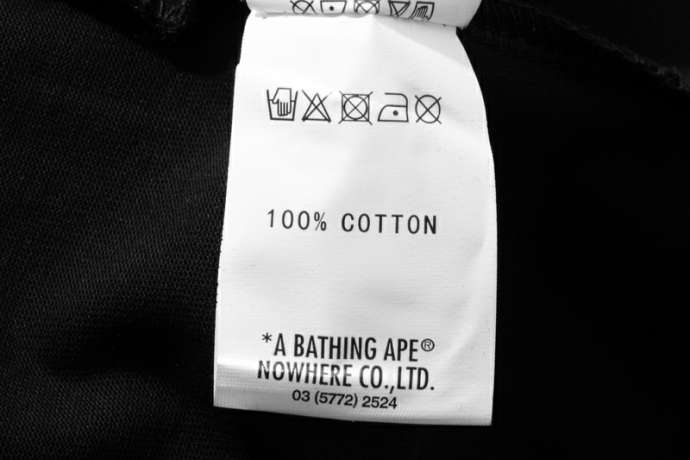 100% COTTON
*A BATHING APE®
NOWHERE CO.,LTD.
03 (5772) 2524